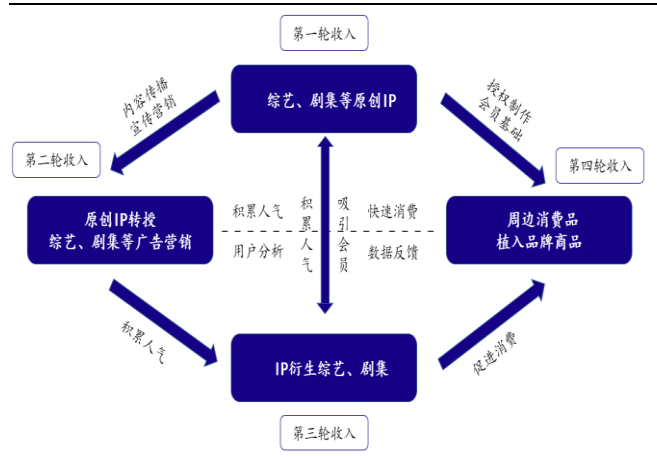 第一轮收入
综艺、剧集等原创IP
内容传播
宣传营销
授权制作
会员基础
第二轮收入
第四轮收入
原创IP转授
综艺、剧集等广告营销
积累人气
用户分析
积累人气
吸引会员
快速消费
数据反馈
周边消费品
植入品牌商品
积累人气
促进消费
IP衍生综艺、剧集
第三轮收入